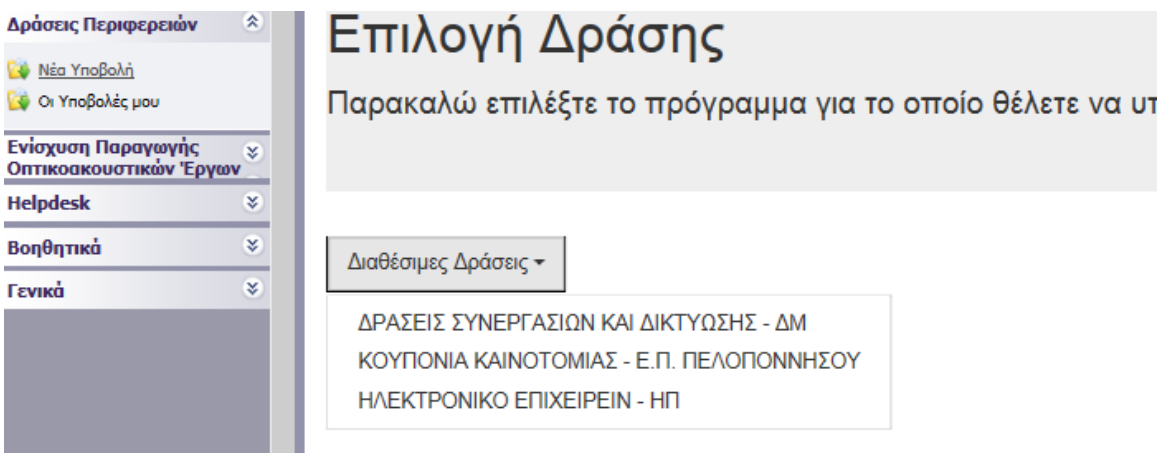 Δράσεις Περιφερειών
Νέα Υποβολή
Οι Υποβολές μου
Ενίσχυση Παραγωγής
Οπτικοακουστικών Έργων
Helpdesk
Βοηθητικά
Γενικά
Επιλογή Δράσης
Παρακαλώ επιλέξτε το πρόγραμμα για το οποίο θέλετε να
Διαθέσιμες Δράσεις
ΔΡΑΣΕΙΣ ΣΥΝΕΡΓΑΣΙΩΝ ΚΑΙ ΔΙΚΤΥΩΣΗΣ - ΔΜ
ΚΟΥΠΟΝΙΑ ΚΑΙΝΟΤΟΜΙΑΣ - Ε.Π. ΠΕΛΟΠΟΝΝΗΣΟΥ
ΗΛΕΚΤΡΟΝΙΚΟ ΕΠΙΧΕΙΡΕΙΝ - ΗΠ